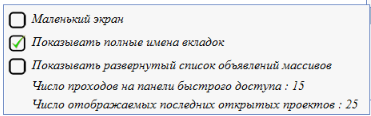 Маленький экран
Показывать полные имена вкладок
Показывать развернутый список объявлений массивов
Число проходов на панели быстрого доступа : 15
Число отображаемых последних открытых проектов : 25